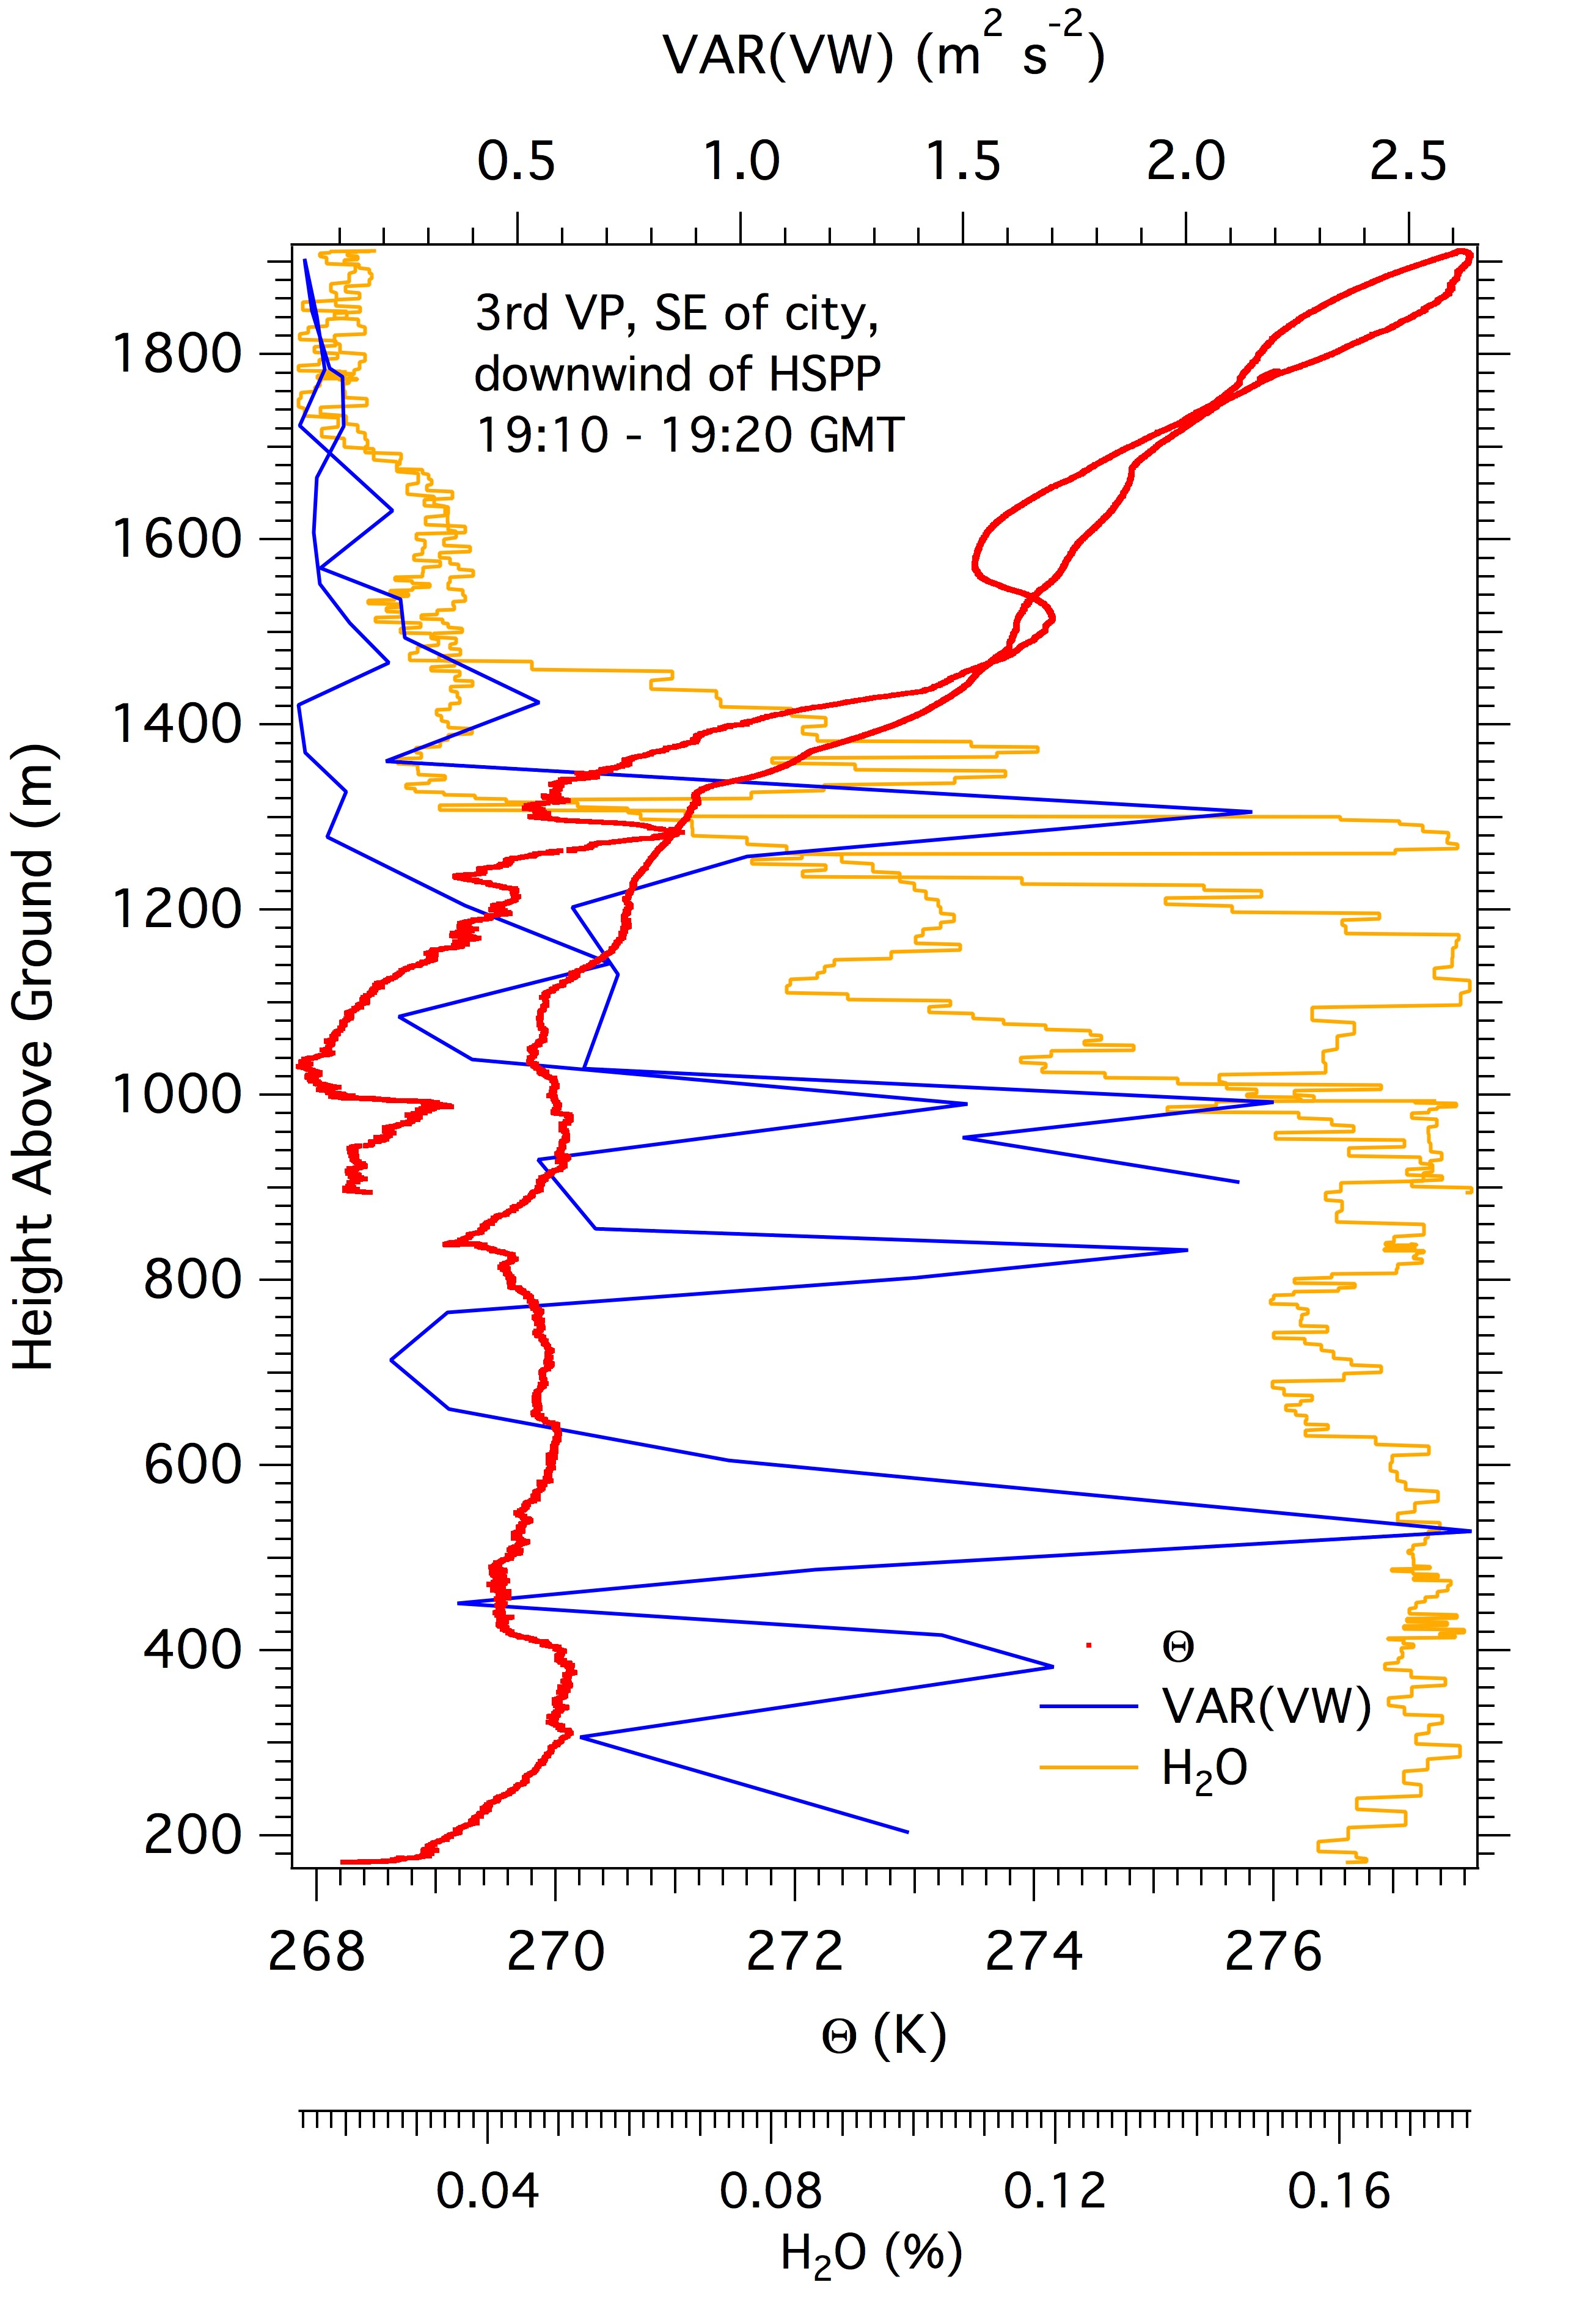 VAR(VW) (m² s⁻²)
0.5 1.0 1.5 2.0 2.5
3rd VP, SE of city,
downwind of HSPP
19:10 - 19:20 GMT
Height Above Ground (m)
1800
1600
1400
1200
1000
800
600
400
200
Θ
VAR(VW)
H₂O
268 270 272 274 276
Θ (K)
0.04 0.08 0.12 0.16
H₂O (%)